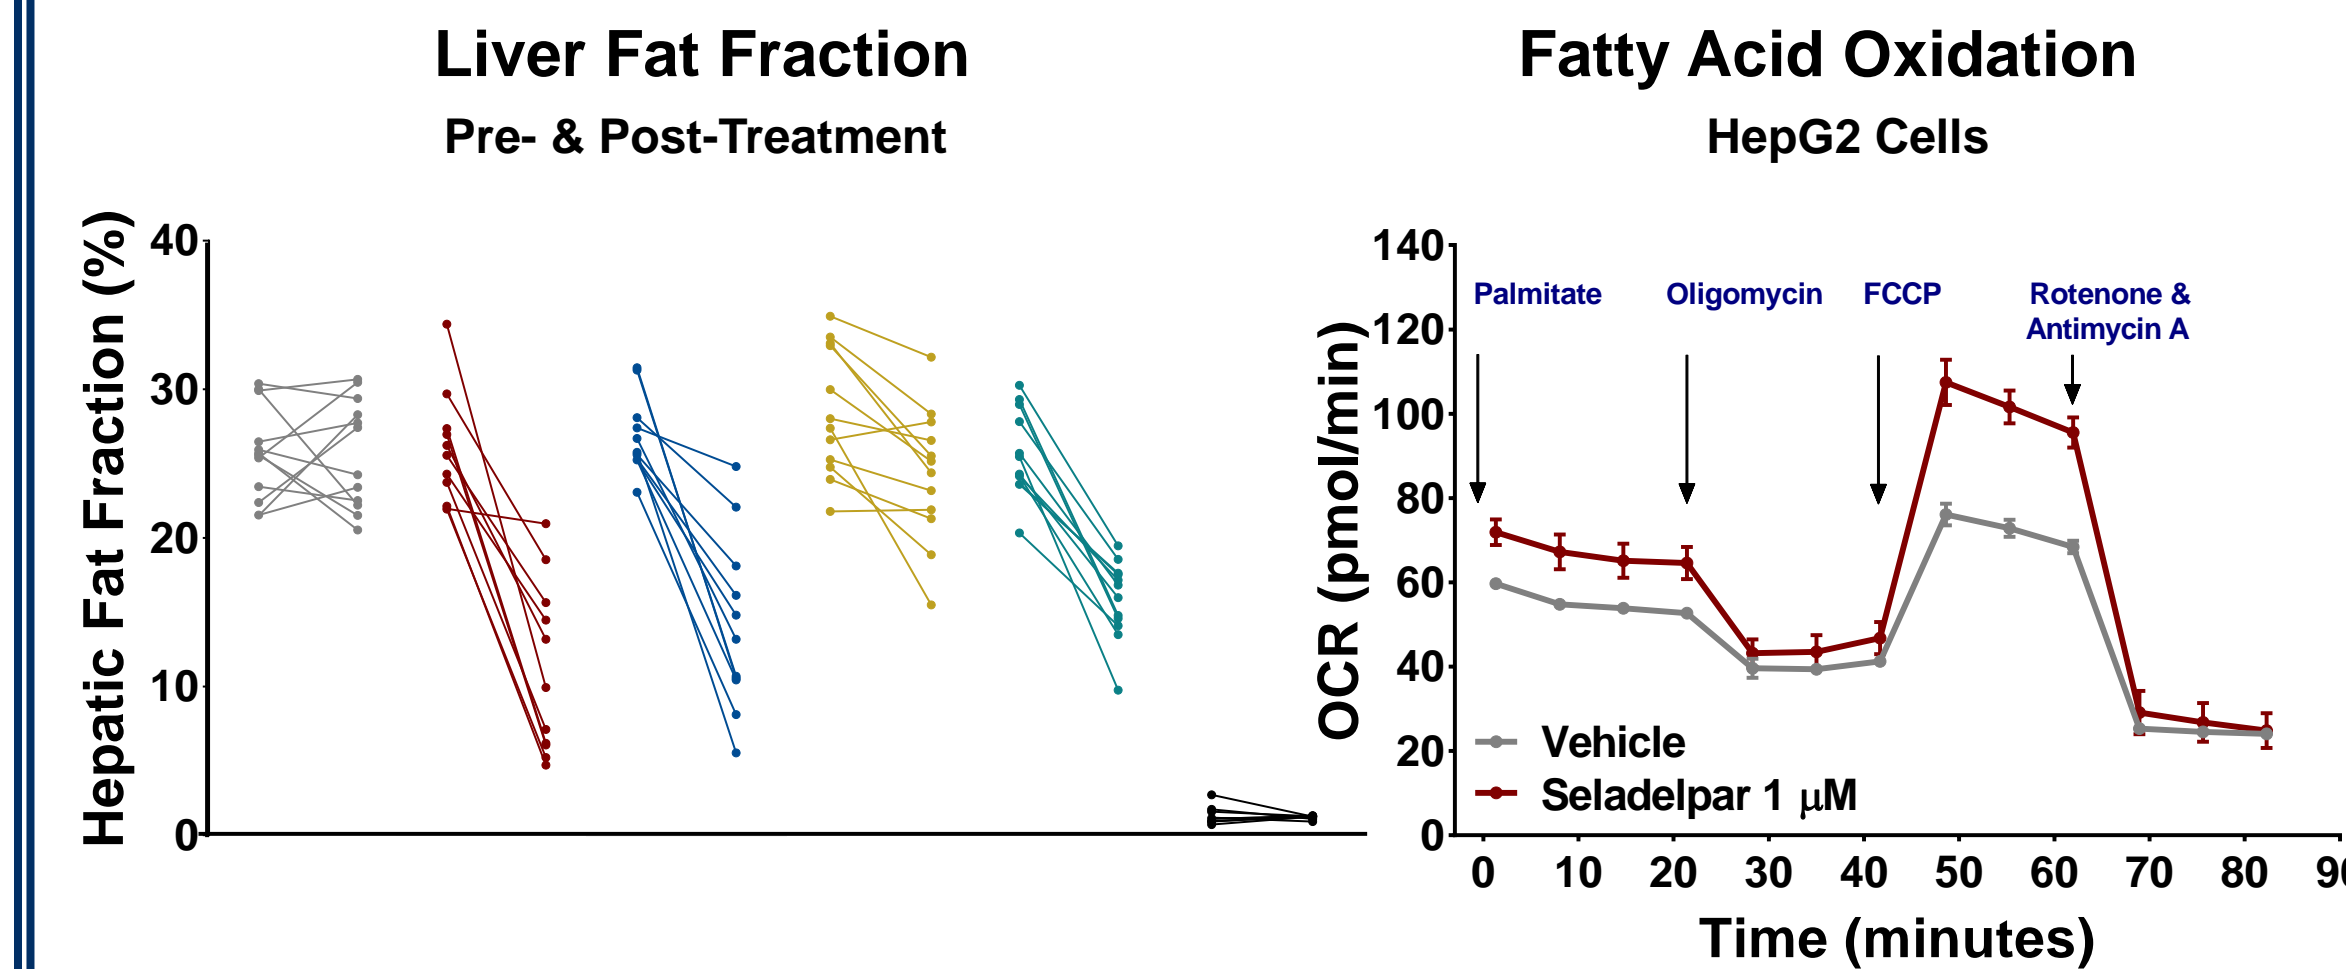 Liver Fat Fraction
Pre- & Post-Treatment
Hepatic Fat Fraction (%)
40
30
20
10
0
Fatty Acid Oxidation
HepG2 Cells
OCR (pmol/min)
140
120
100
80
60
40
20
0
Palmitate
Oligomycin
FCCP
Rotenone &
Antimycin A
Vehicle
Seladelpar 1 μM
0 10 20 30 40 50 60 70 80 90
Time (minutes)